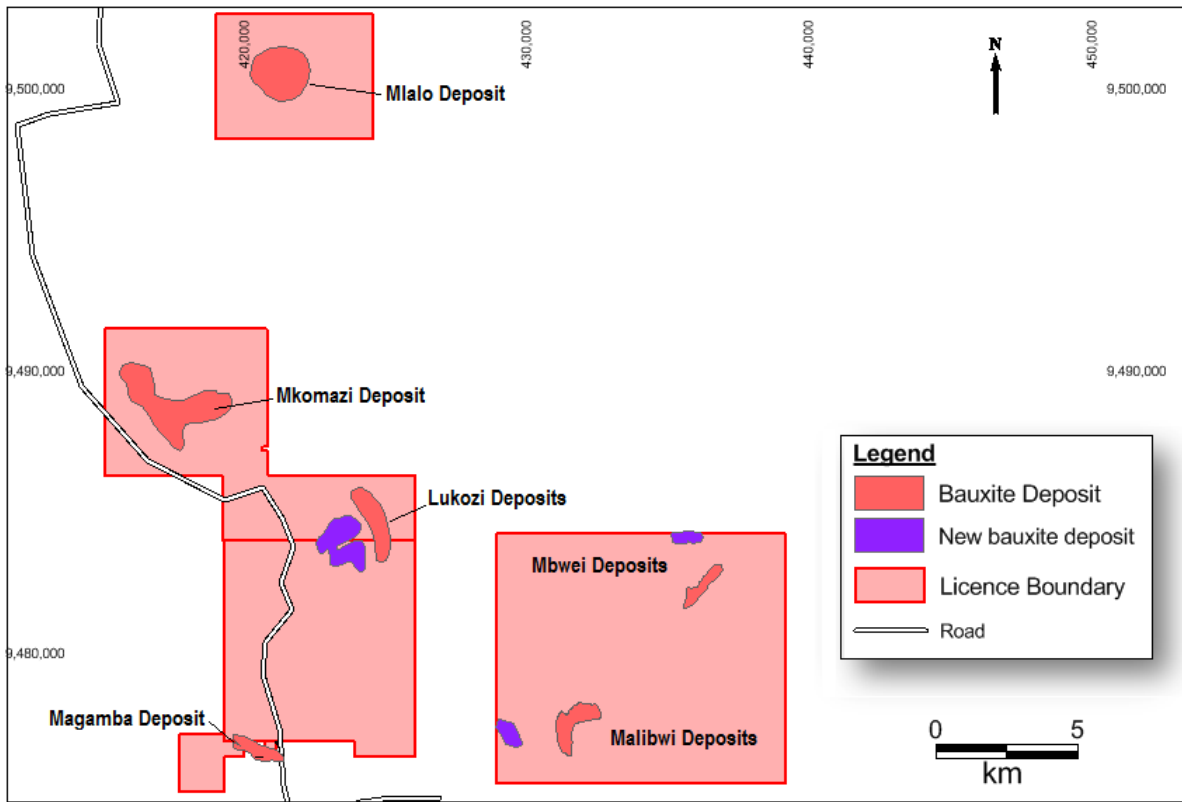 420,000
430,000
440,000
450,000
N
9,500,000
9,500,000
Mlalo Deposit
9,490,000
9,490,000
Mkomazi Deposit
Legend
Bauxite Deposit
New bauxite deposit
Licence Boundary
Road
Lukozi Deposits
Mbwei Deposits
9,480,000
Magamba Deposit
Malibwi Deposits
0 5
km